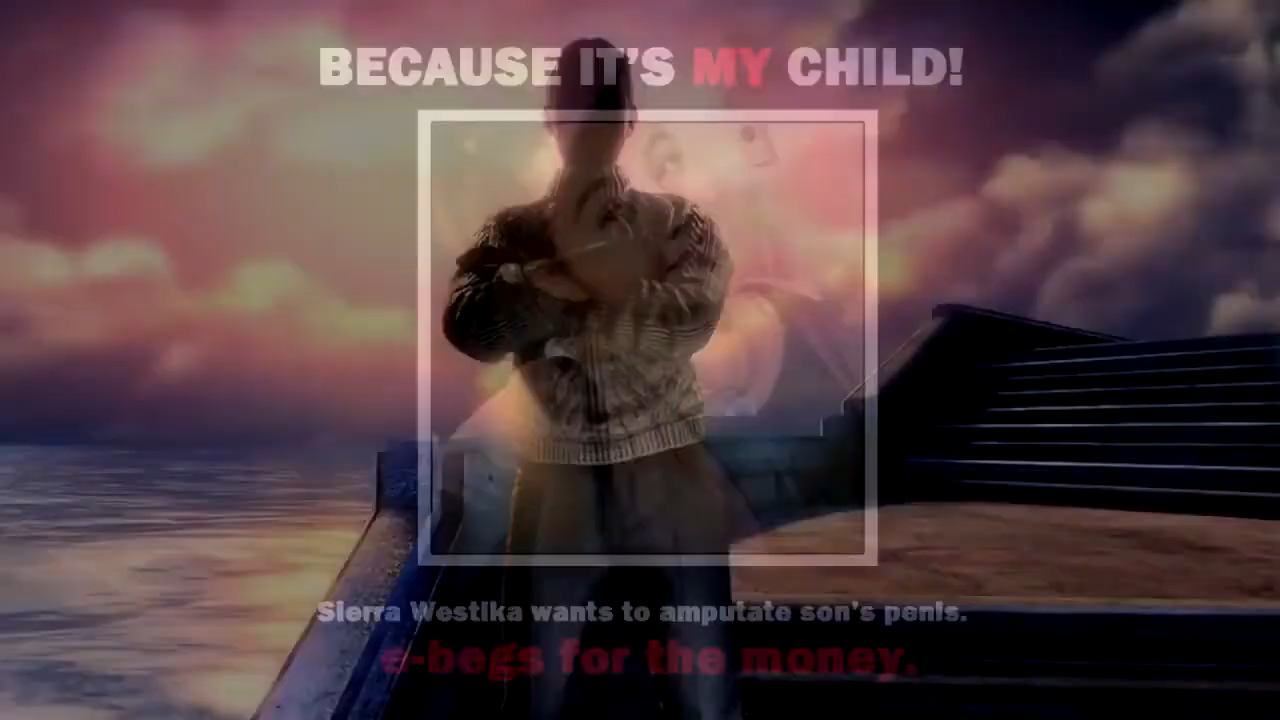 BECAUSE IT'S MY CHILD!
Sierra Westika wants to amputate son's penis.
e-begs for the money.